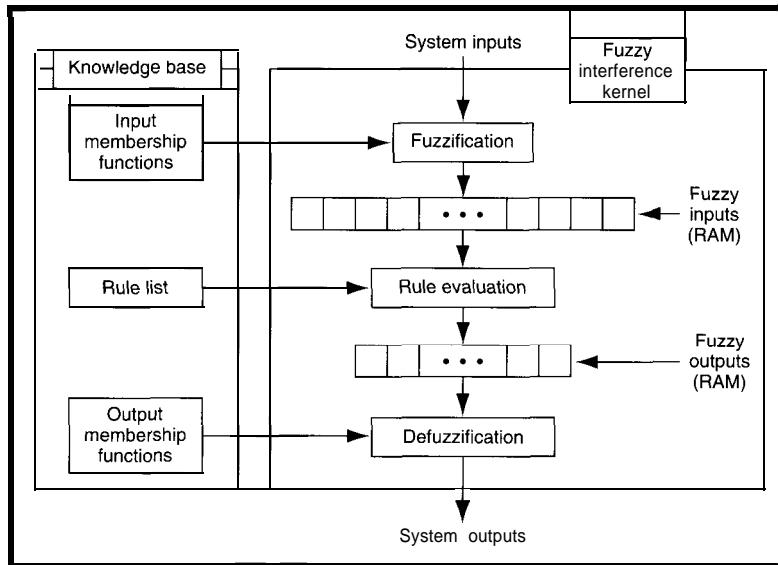 System inputs
Fuzzy
interference
kernel
Knowledge base
Input
membership
functions
Fuzzification
Fuzzy
inputs
(RAM)
Rule list
Rule evaluation
Fuzzy
outputs
(RAM)
Output
membership
functions
Defuzzification
System outputs